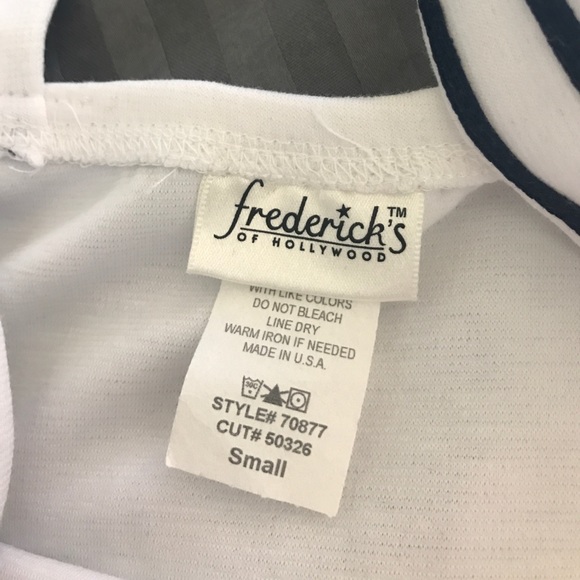 frederick's™
OF HOLLYWOOD
WITH LIKE COLORS
DO NOT BLEACH
LINE DRY
WARM IRON IF NEEDED
MADE IN U.S.A.
30C
STYLE# 70877
CUT# 50326
Small